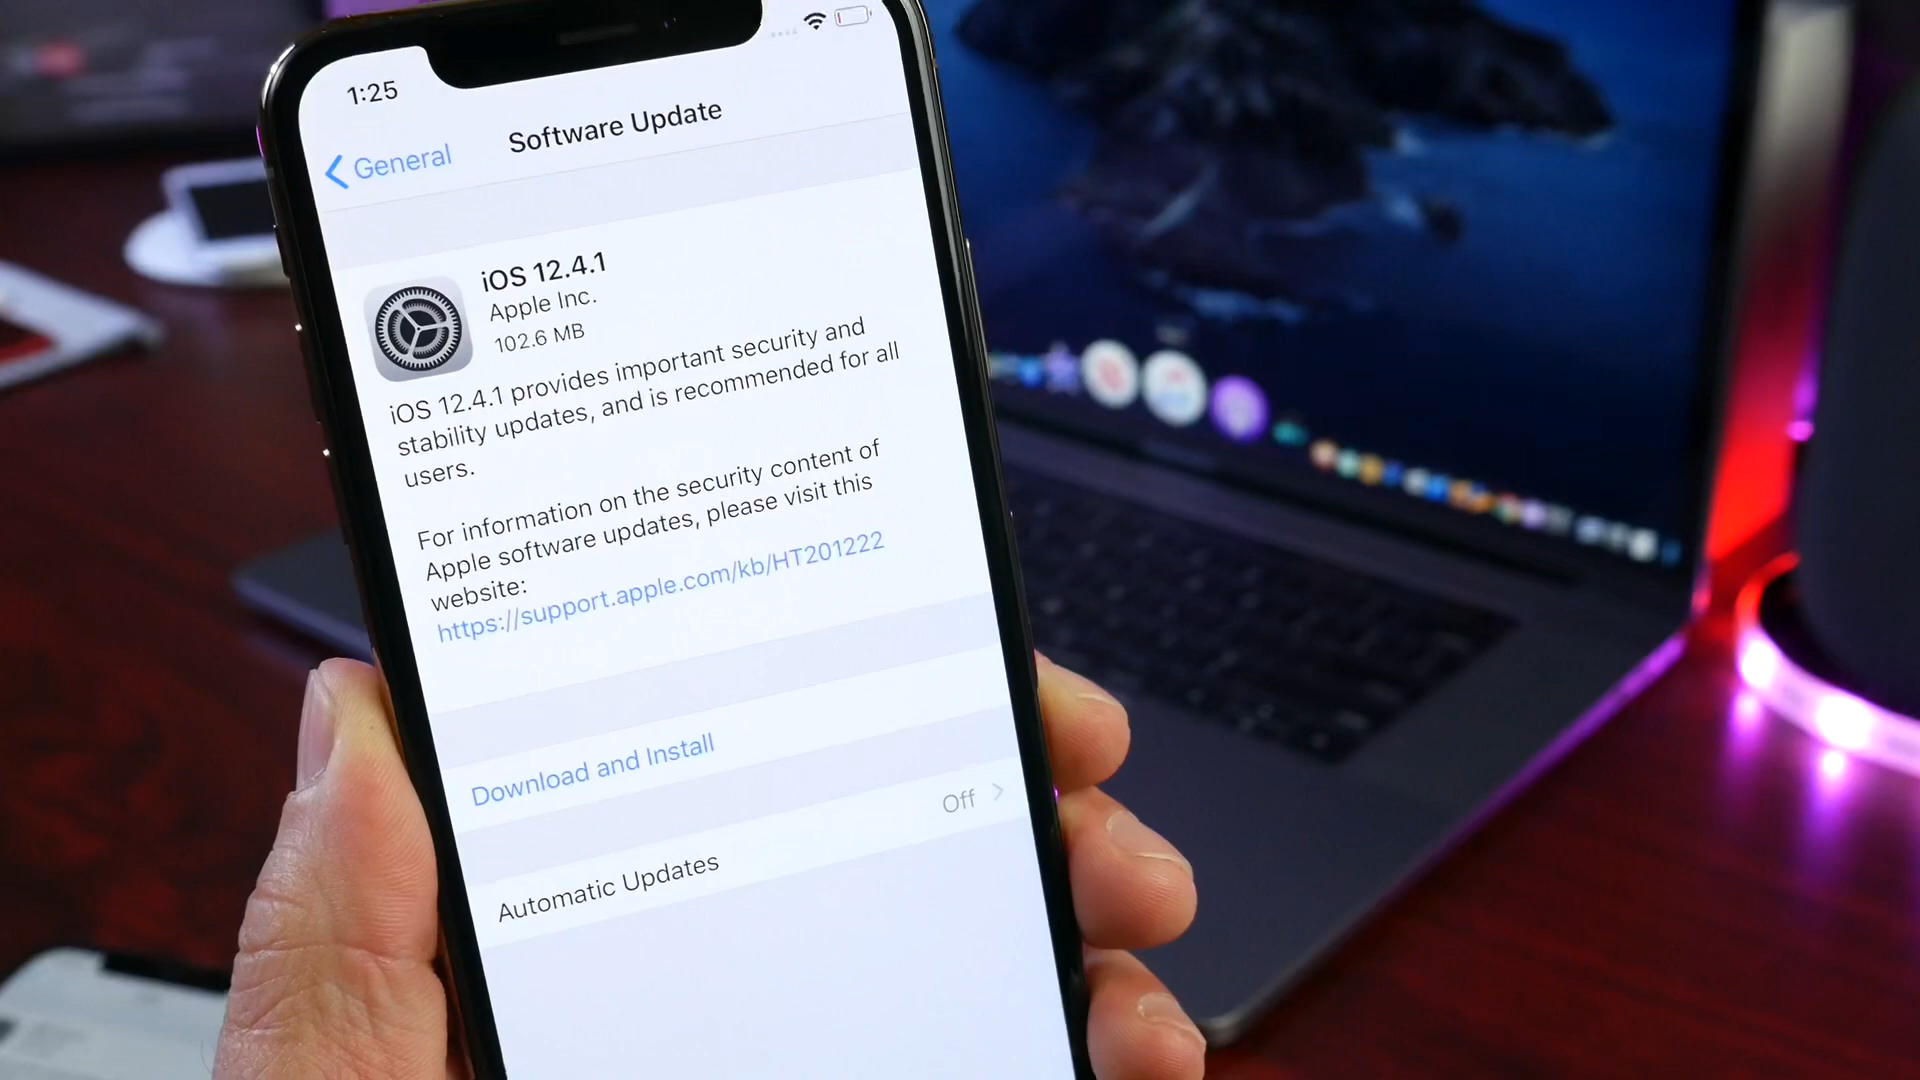 1:25
General
Software Update
iOS 12.4.1
Apple Inc.
102.6 MB
iOS 12.4.1 provides important security and
stability updates, and is recommended for all
users.
For information on the security content of
Apple software updates, please visit this
website:
https://support.apple.com/kb/HT201222
Download and Install
Automatic Updates
Off